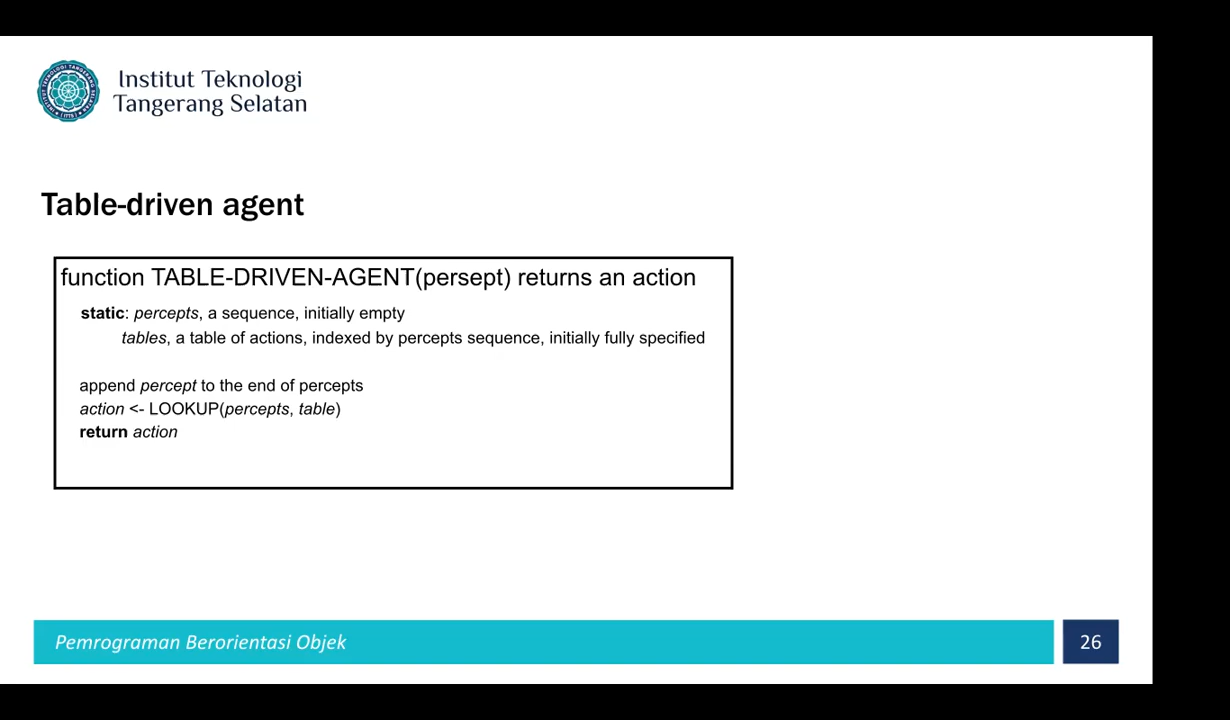 Institut Teknologi
Tangerang Selatan
Table-driven agent
function TABLE-DRIVEN-AGENT(persept) returns an action
static: percepts, a sequence, initially empty
tables, a table of actions, indexed by percepts sequence, initially fully specified
append percept to the end of percepts
action <- LOOKUP(percepts, table)
return action
Pemrograman Berorientasi Objek
26